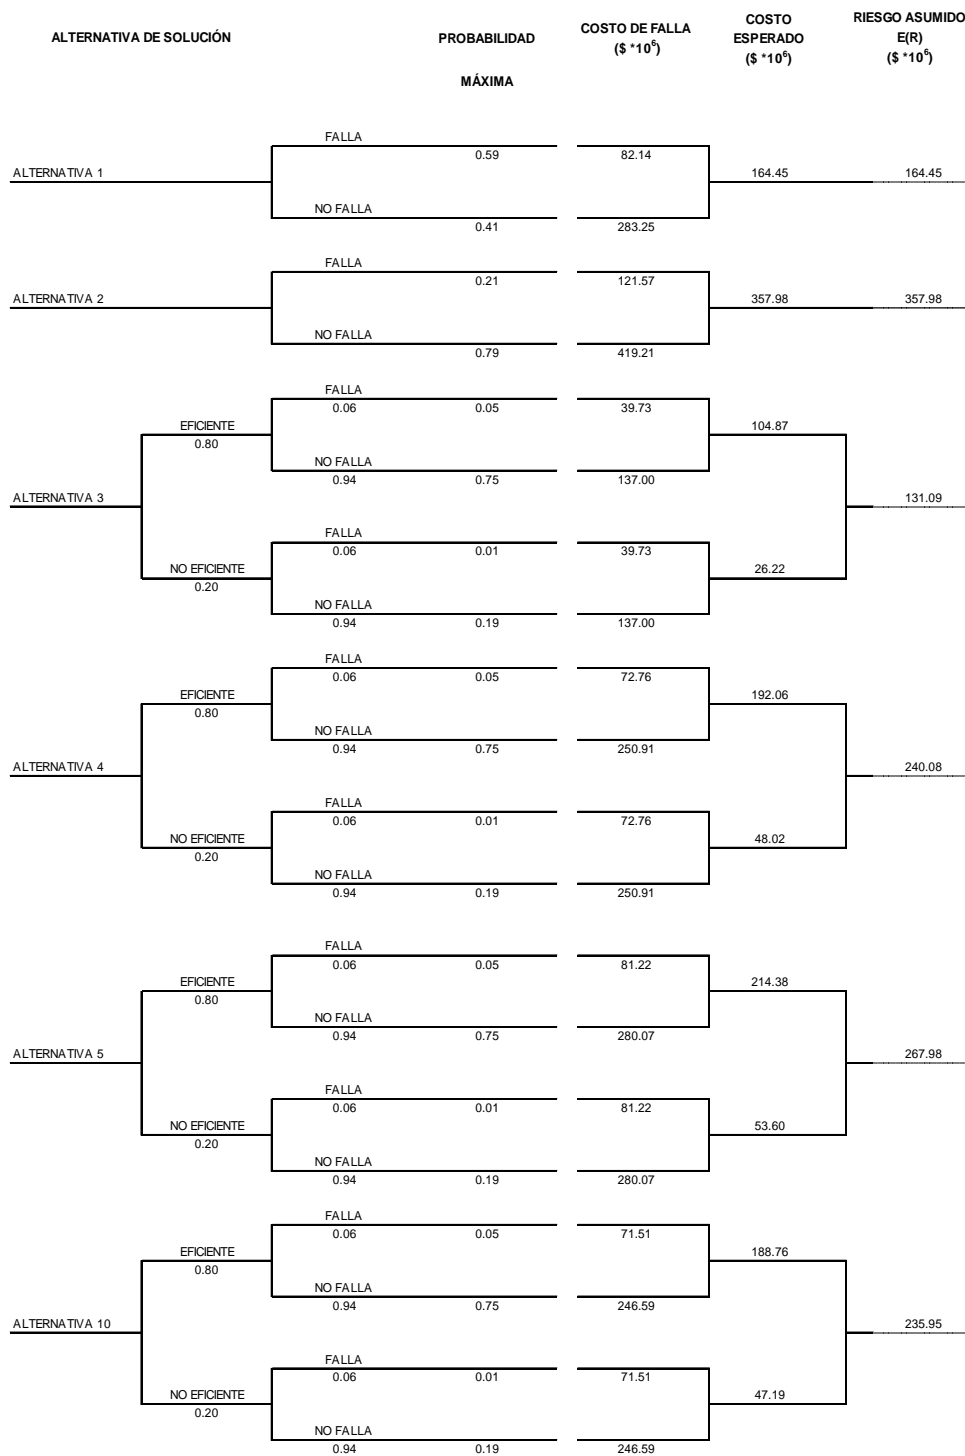 ALTERNATIVA DE SOLUCIÓN
PROBABILIDAD
MÁXIMA
COSTO DE FALLA
($ *10⁶)
COSTO
ESPERADO
($ *10⁶)
RIESGO ASUMIDO
E(R)
($ *10⁶)
FALLA
0.59 82.14
ALTERNATIVA 1 164.45 164.45
NO FALLA
0.41 283.25
FALLA
0.21 121.57
ALTERNATIVA 2 357.98 357.98
NO FALLA
0.79 419.21
FALLA
0.06 0.05 39.73
EFICIENTE 104.87
0.80
NO FALLA
0.94 0.75 137.00
ALTERNATIVA 3 131.09
FALLA
0.06 0.01 39.73
NO EFICIENTE 26.22
0.20
NO FALLA
0.94 0.19 137.00
FALLA
0.06 0.05 72.76
EFICIENTE 192.06
0.80
NO FALLA
0.94 0.75 250.91
ALTERNATIVA 4 240.08
FALLA
0.06 0.01 72.76
NO EFICIENTE 48.02
0.20
NO FALLA
0.94 0.19 250.91
FALLA
0.06 0.05 81.22
EFICIENTE 214.38
0.80
NO FALLA
0.94 0.75 280.07
ALTERNATIVA 5 267.98
FALLA
0.06 0.01 81.22
NO EFICIENTE 53.60
0.20
NO FALLA
0.94 0.19 280.07
FALLA
0.06 0.05 71.51
EFICIENTE 188.76
0.80
NO FALLA
0.94 0.75 246.59
ALTERNATIVA 10 235.95
FALLA
0.06 0.01 71.51
NO EFICIENTE 47.19
0.20
NO FALLA
0.94 0.19 246.59